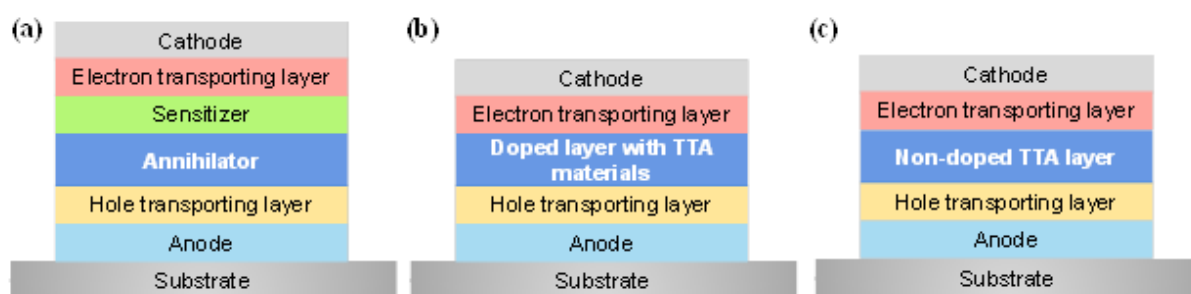 (a)
Cathode
Electron transporting layer
Sensitizer
Annihilator
Hole transporting layer
Anode
Substrate
(b)
Cathode
Electron transporting layer
Doped layer with TTA
materials
Hole transporting layer
Anode
Substrate
(c)
Cathode
Electron transporting layer
Non-doped TTA layer
Hole transporting layer
Anode
Substrate